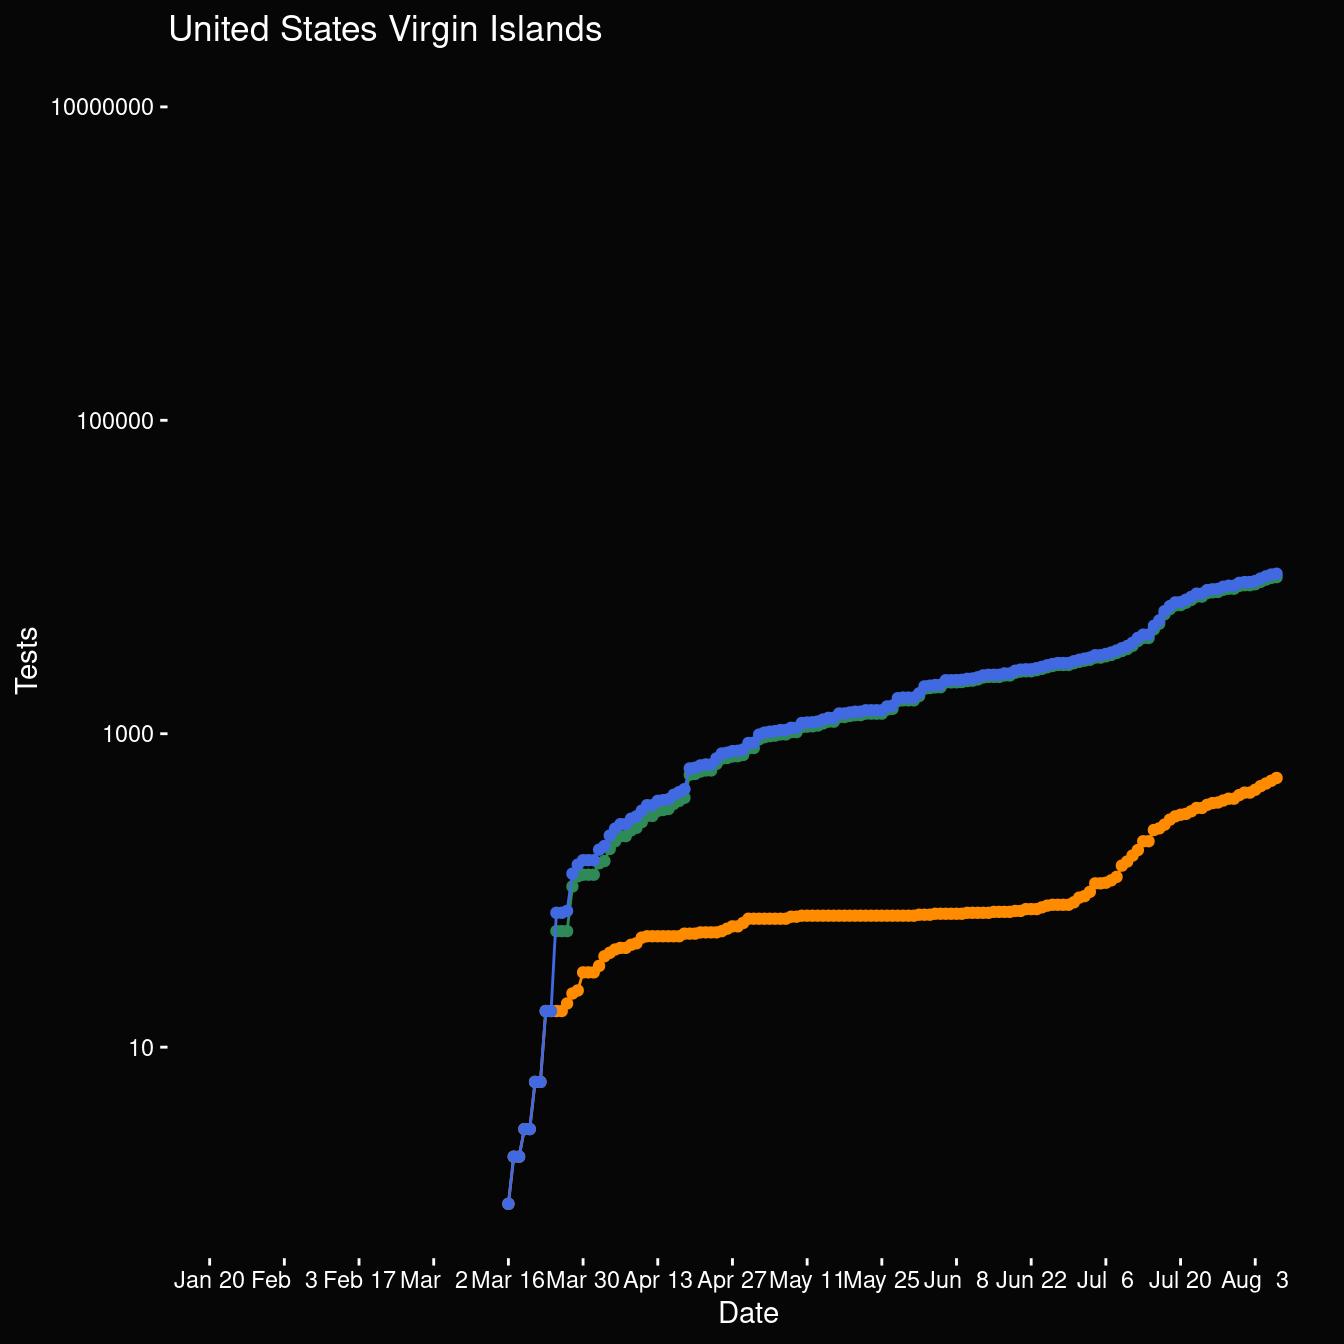 United States Virgin Islands
10000000
100000
1000
10
Tests
Jan 20 Feb 3 Feb 17 Mar 2 Mar 16 Mar 30 Apr 13 Apr 27 May 11 May 25 Jun 8 Jun 22 Jul 6 Jul 20 Aug 3
Date